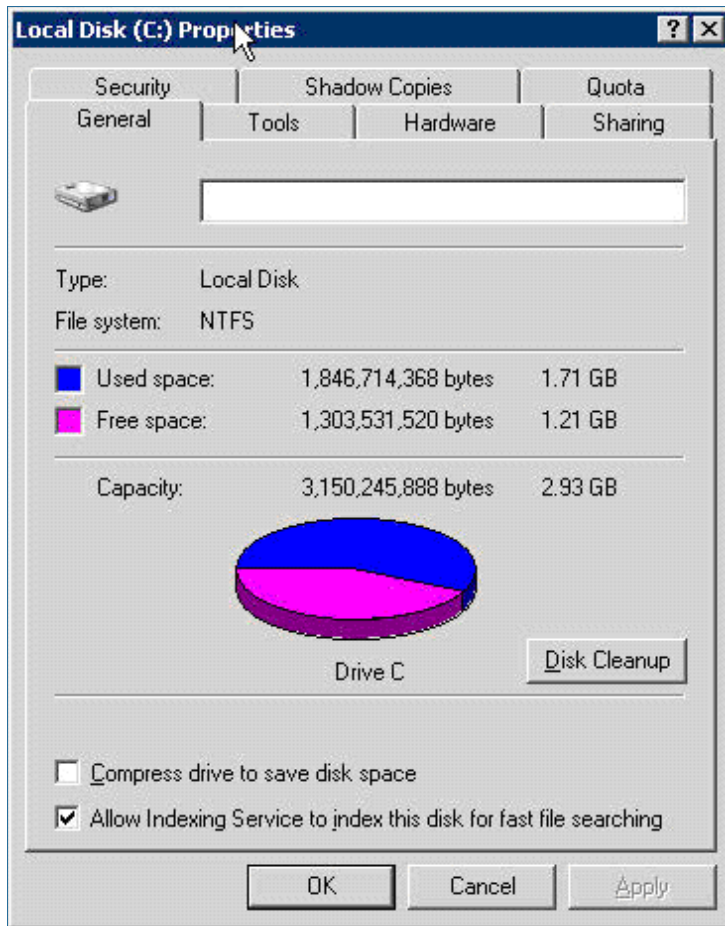 Local Disk (C:) Properties
Security Shadow Copies Quota
General Tools Hardware Sharing
Type: Local Disk
File system: NTFS
Used space: 1,846,714,368 bytes 1.71 GB
Free space: 1,303,531,520 bytes 1.21 GB
Capacity: 3,150,245,888 bytes 2.93 GB
Drive C
Disk Cleanup
Compress drive to save disk space
Allow Indexing Service to index this disk for fast file searching
OK Cancel Apply